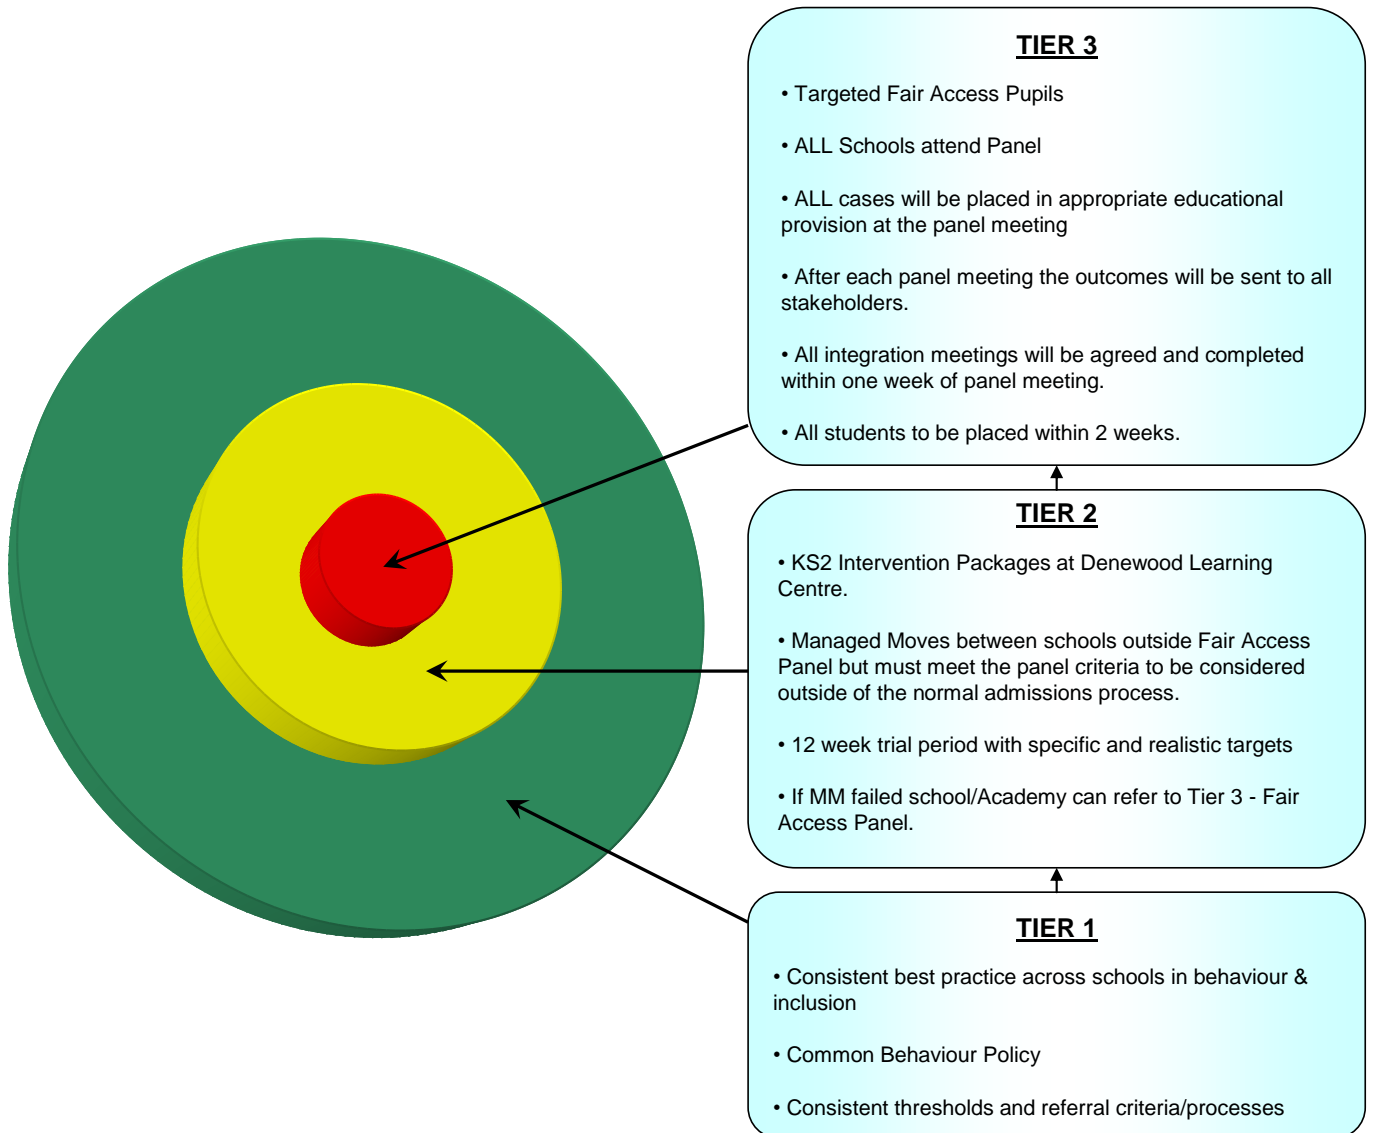 TIER 3
• Targeted Fair Access Pupils
• ALL Schools attend Panel
• ALL cases will be placed in appropriate educational
provision at the panel meeting
• After each panel meeting the outcomes will be sent to all
stakeholders.
• All integration meetings will be agreed and completed
within one week of panel meeting.
• All students to be placed within 2 weeks.
TIER 2
• KS2 Intervention Packages at Denewood Learning
Centre.
• Managed Moves between schools outside Fair Access
Panel but must meet the panel criteria to be considered
outside of the normal admissions process.
• 12 week trial period with specific and realistic targets
• If MM failed school/Academy can refer to Tier 3 - Fair
Access Panel.
TIER 1
• Consistent best practice across schools in behaviour &
inclusion
• Common Behaviour Policy
• Consistent thresholds and referral criteria/processes